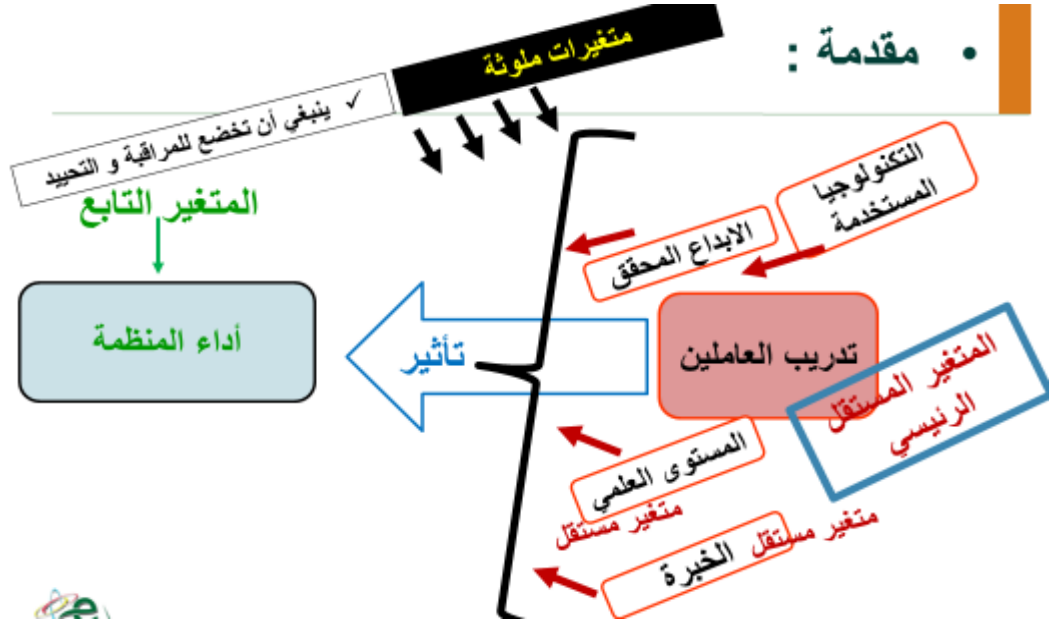 • مقدمة :
متغيرات ملوثة
✓ ينبغي أن تخضع للمراقبة و التحييد
المتغير التابع
التكنولوجيا
المستخدمة
الابداع المحقق
أداء المنظمة
تأثير
تدريب العاملين
المتغير المستقل
الرئيسي
المستوى العلمي
متغير مستقل
الخبرة
متغير مستقل